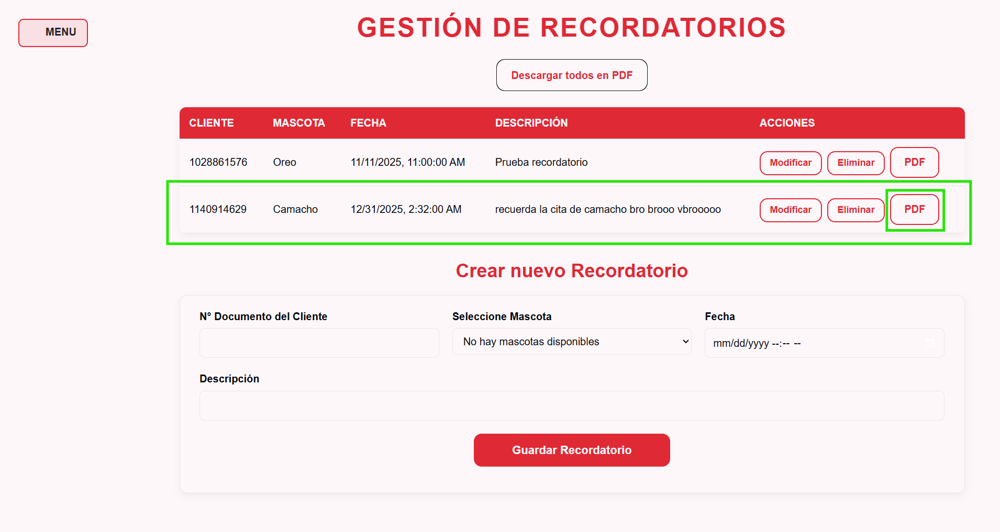 MENU
GESTIÓN DE RECORDATORIOS
Descargar todos en PDF
CLIENTE MASCOTA FECHA DESCRIPCIÓN ACCIONES
1028861576 Oreo 11/11/2025, 11:00:00 AM Prueba recordatorio Modificar Eliminar PDF
1140914629 Camacho 12/31/2025, 2:32:00 AM recuerda la cita de camacho bro brooo vbrooooo Modificar Eliminar PDF
Crear nuevo Recordatorio
N° Documento del Cliente Seleccione Mascota Fecha
No hay mascotas disponibles mm/dd/yyyy --:-- --
Descripción
Guardar Recordatorio